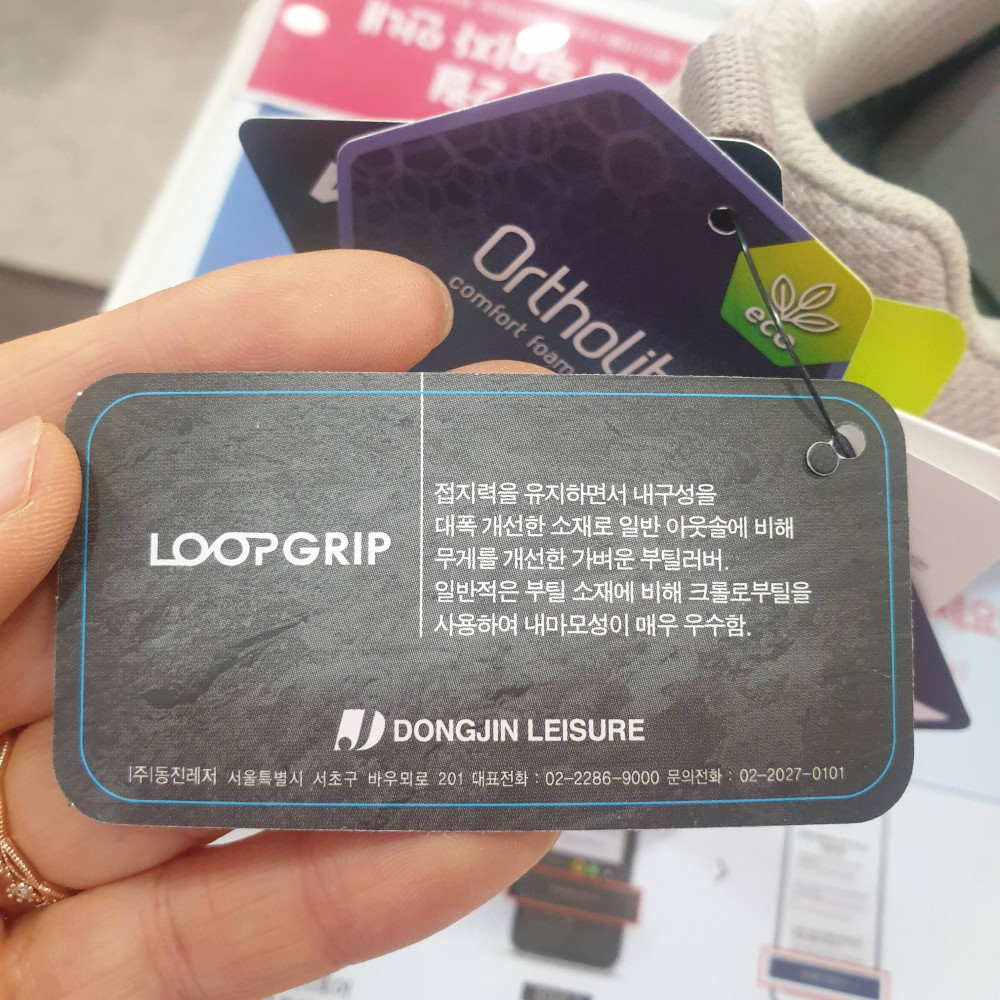 안내
Ortholit
comfort foam
eco
LOOPGRIP
접지력을 유지하면서 내구성을
대폭 개선한 소재로 일반 아웃솔에 비해
무게를 개선한 가벼운 부틸러버.
일반적은 부틸 소재에 비해 크롤로부틸을
사용하여 내마모성이 매우 우수함.
DONGJIN LEISURE
(주)동진레저 서울특별시 서초구 바우뫼로 201 대표전화 : 02-2286-9000 문의전화 : 02-2027-0101